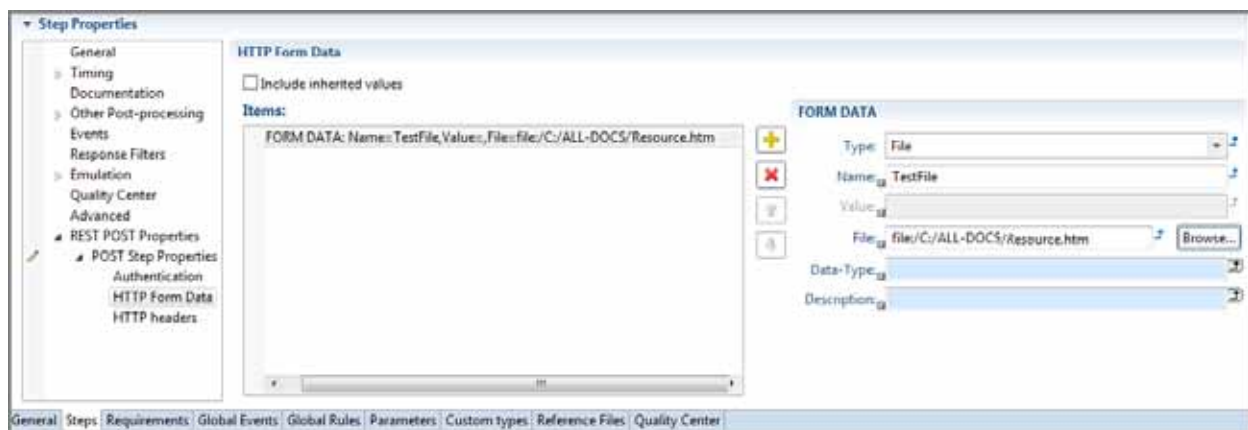 Step Properties
General
Timing
Documentation
Other Post-processing
Events
Response Filters
Emulation
Quality Center
Advanced
REST POST Properties
POST Step Properties
Authentication
HTTP Form Data
HTTP headers
HTTP Form Data
Include inherited values
Items:
FORM DATA: Name=TestFile,Value=,File=file:/C:/ALL-DOCS/Resource.htm
FORM DATA
Type: File
Name: TestFile
Value:
File: file:/C:/ALL-DOCS/Resource.htm Browse...
Data-Type:
Description:
General Steps Requirements Global Events Global Rules Parameters Custom types Reference Files Quality Center